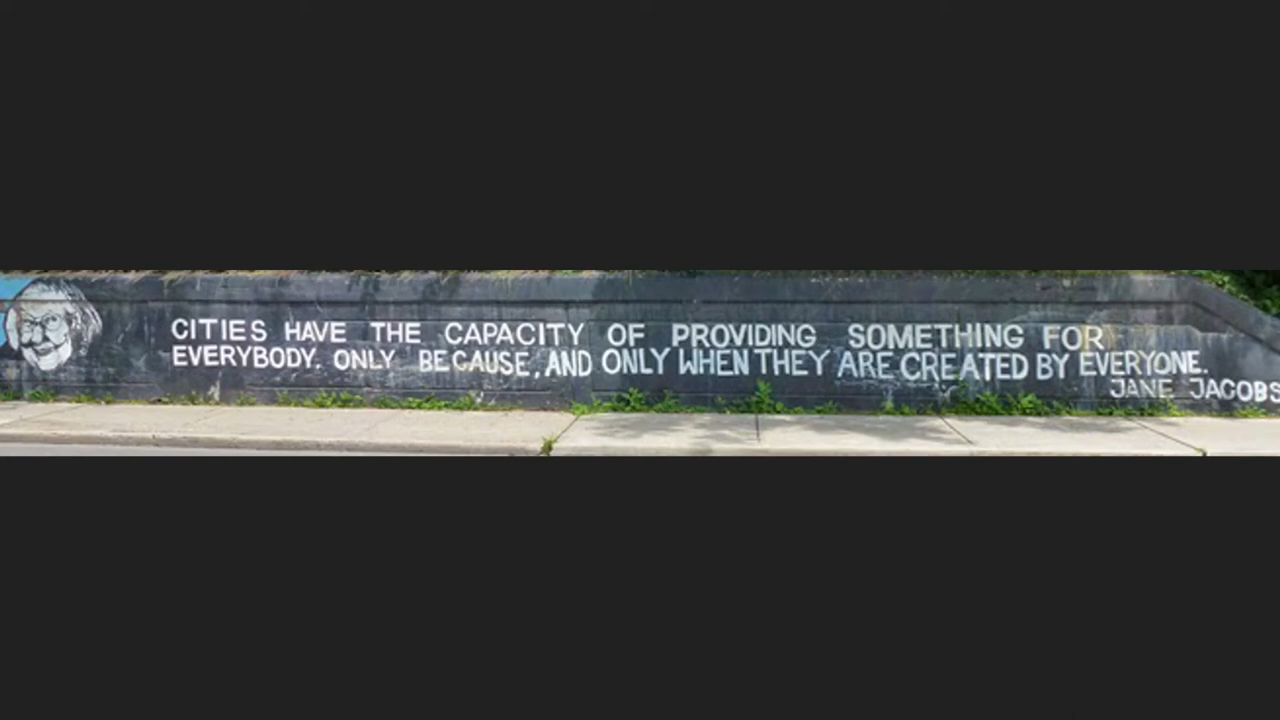 CITIES HAVE THE CAPACITY OF PROVIDING SOMETHING FOR
EVERYBODY. ONLY BECAUSE, AND ONLY WHEN THEY ARE CREATED BY EVERYONE.
JANE JACOBS